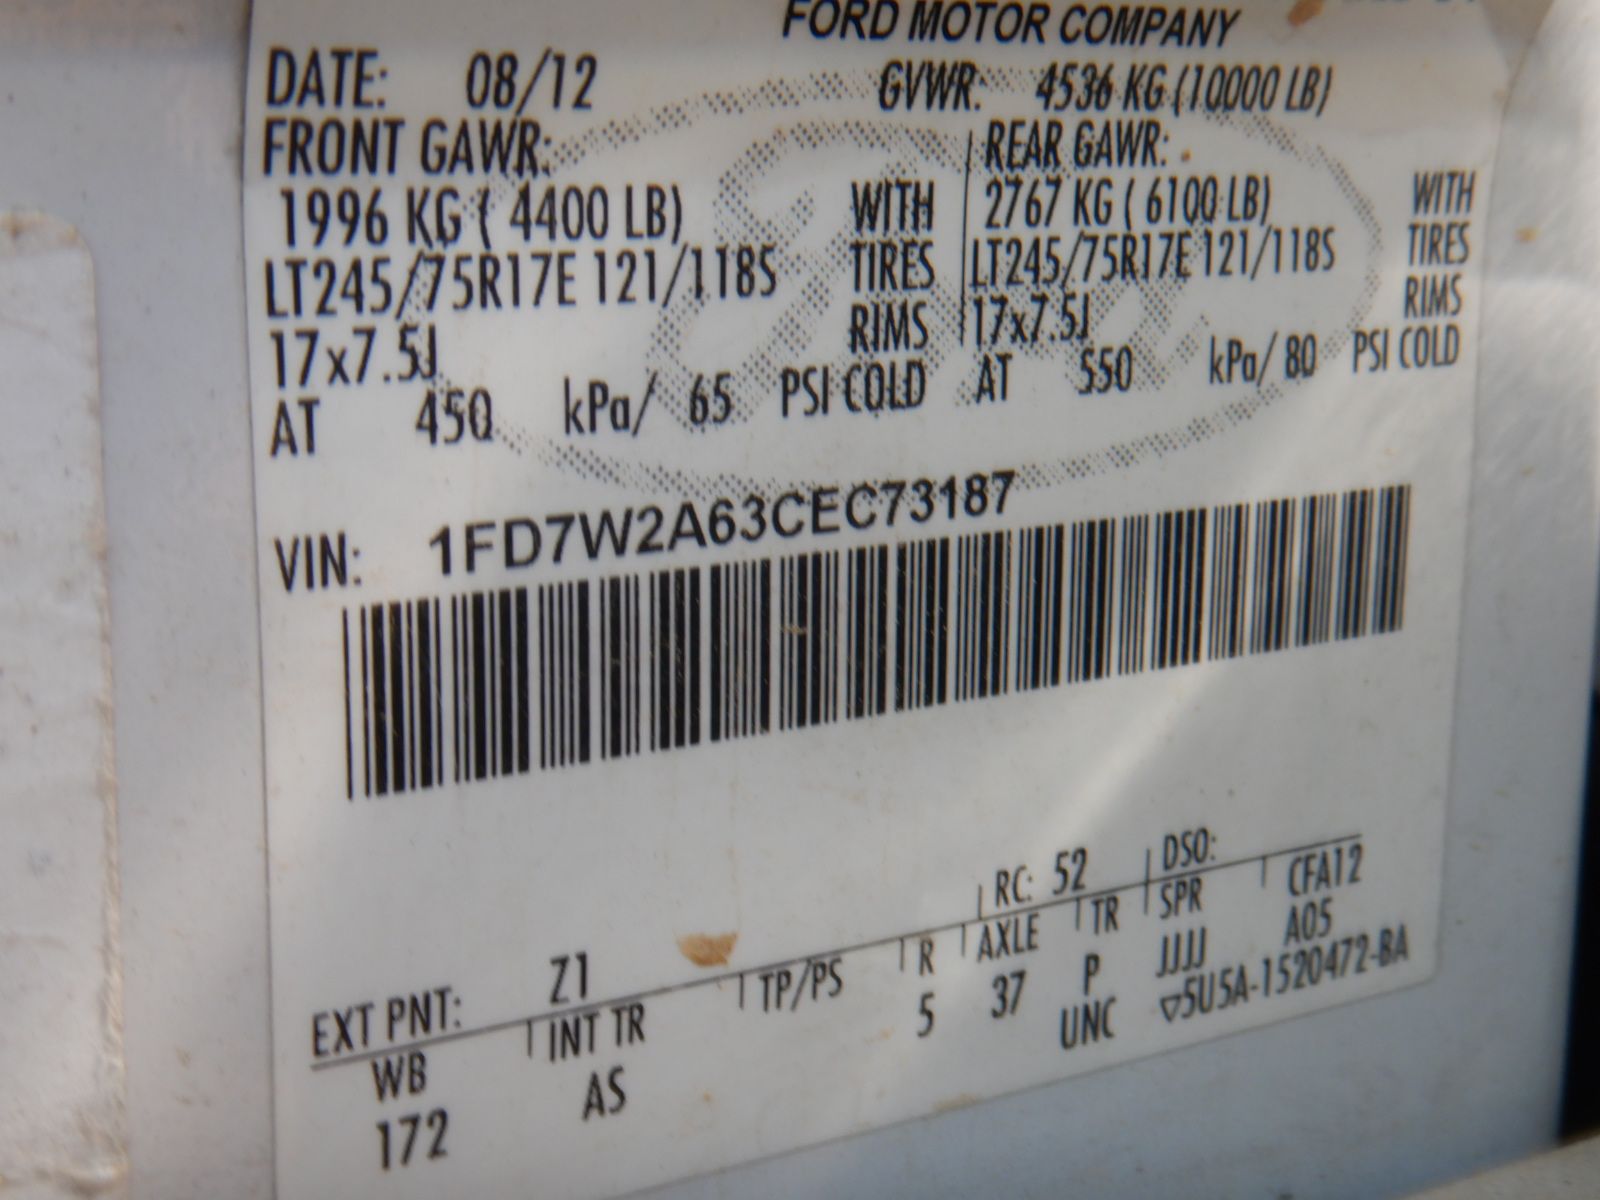 FORD MOTOR COMPANY
DATE: 08/12 GVWR: 4536 KG (10000 LB)
FRONT GAWR: REAR GAWR:
1996 KG ( 4400 LB) WITH 2767 KG ( 6100 LB) WITH
LT245/75R17E 121/118S TIRES LT245/75R17E 121/118S TIRES
17x7.5J RIMS 17x7.5J RIMS
AT 450 kPa/ 65 PSI COLD AT 550 kPa/ 80 PSI COLD
VIN: 1FD7W2A63CEC73187
EXT PNT: Z1 RC: 52 DSO:
WB INT TR TP/PS R AXLE TR SPR CFA12
172 AS 5 37 P JJJJ A05
UNC ▽5U5A-1520472-BA